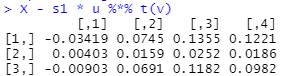 > X - s1 * u %*% t(v)
         [,1]   [,2]   [,3]   [,4]
[1,] -0.03419 0.0745 0.1355 0.1221
[2,]  0.00403 0.0159 0.0252 0.0186
[3,] -0.00903 0.0691 0.1182 0.0982